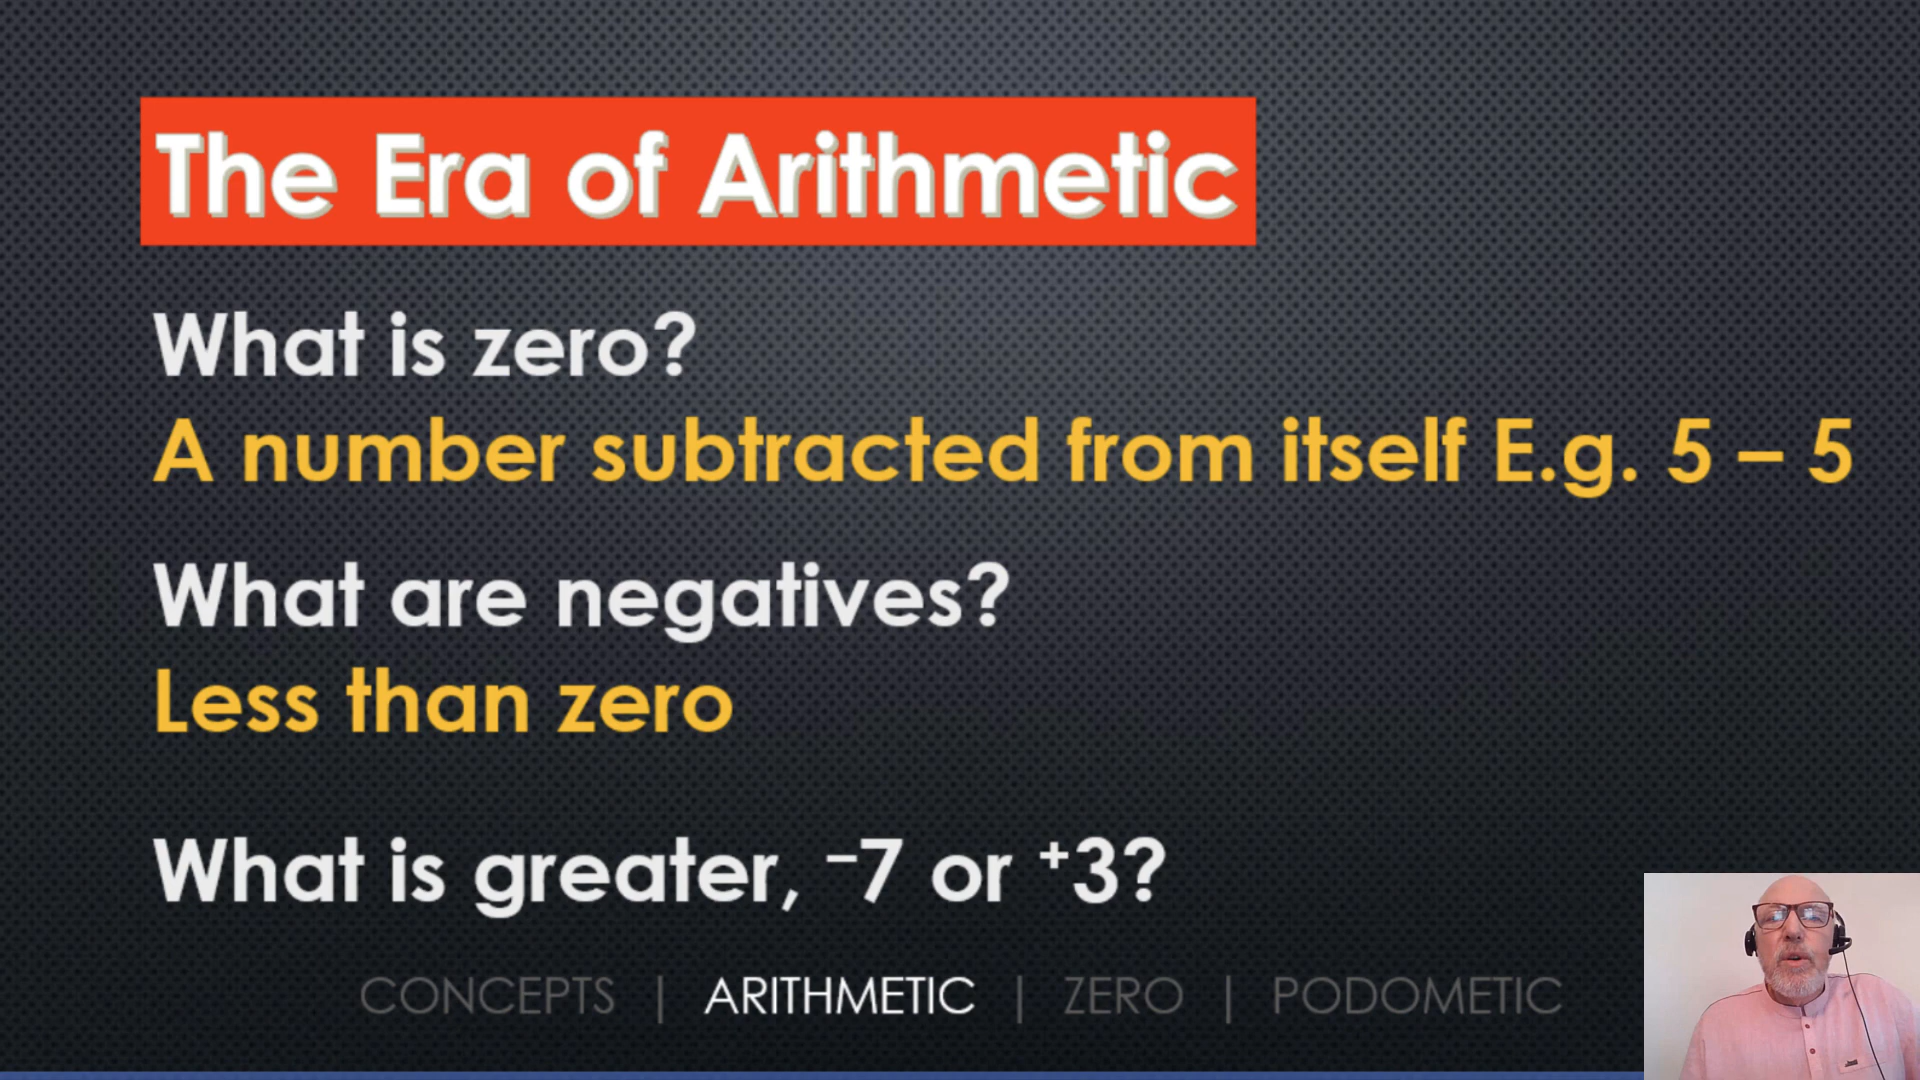 The Era of Arithmetic
What is zero?
A number subtracted from itself E.g. 5 – 5
What are negatives?
Less than zero
What is greater, ⁻7 or ⁺3?
CONCEPTS | ARITHMETIC | ZERO | PODOMETIC